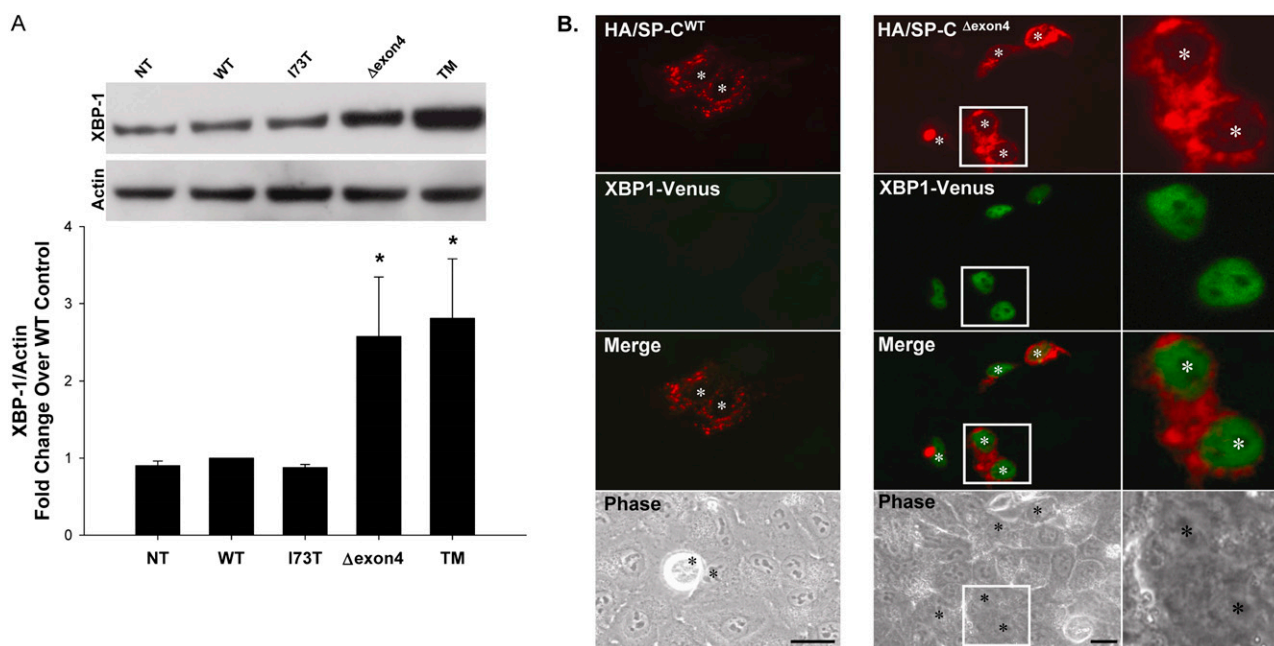 A
NT WT I73T Δexon4 TM
XBP-1
Actin
XBP-1/Actin
Fold Change Over WT Control
4
3
2
1
0
* *
NT WT I73T Δexon4 TM
B.
HA/SP-CWT
HA/SP-C Δexon4
* * * * * * * * *
XBP1-Venus
XBP1-Venus
Merge
Merge
* * * * * * * * *
Phase
Phase
* * * * * * * * *